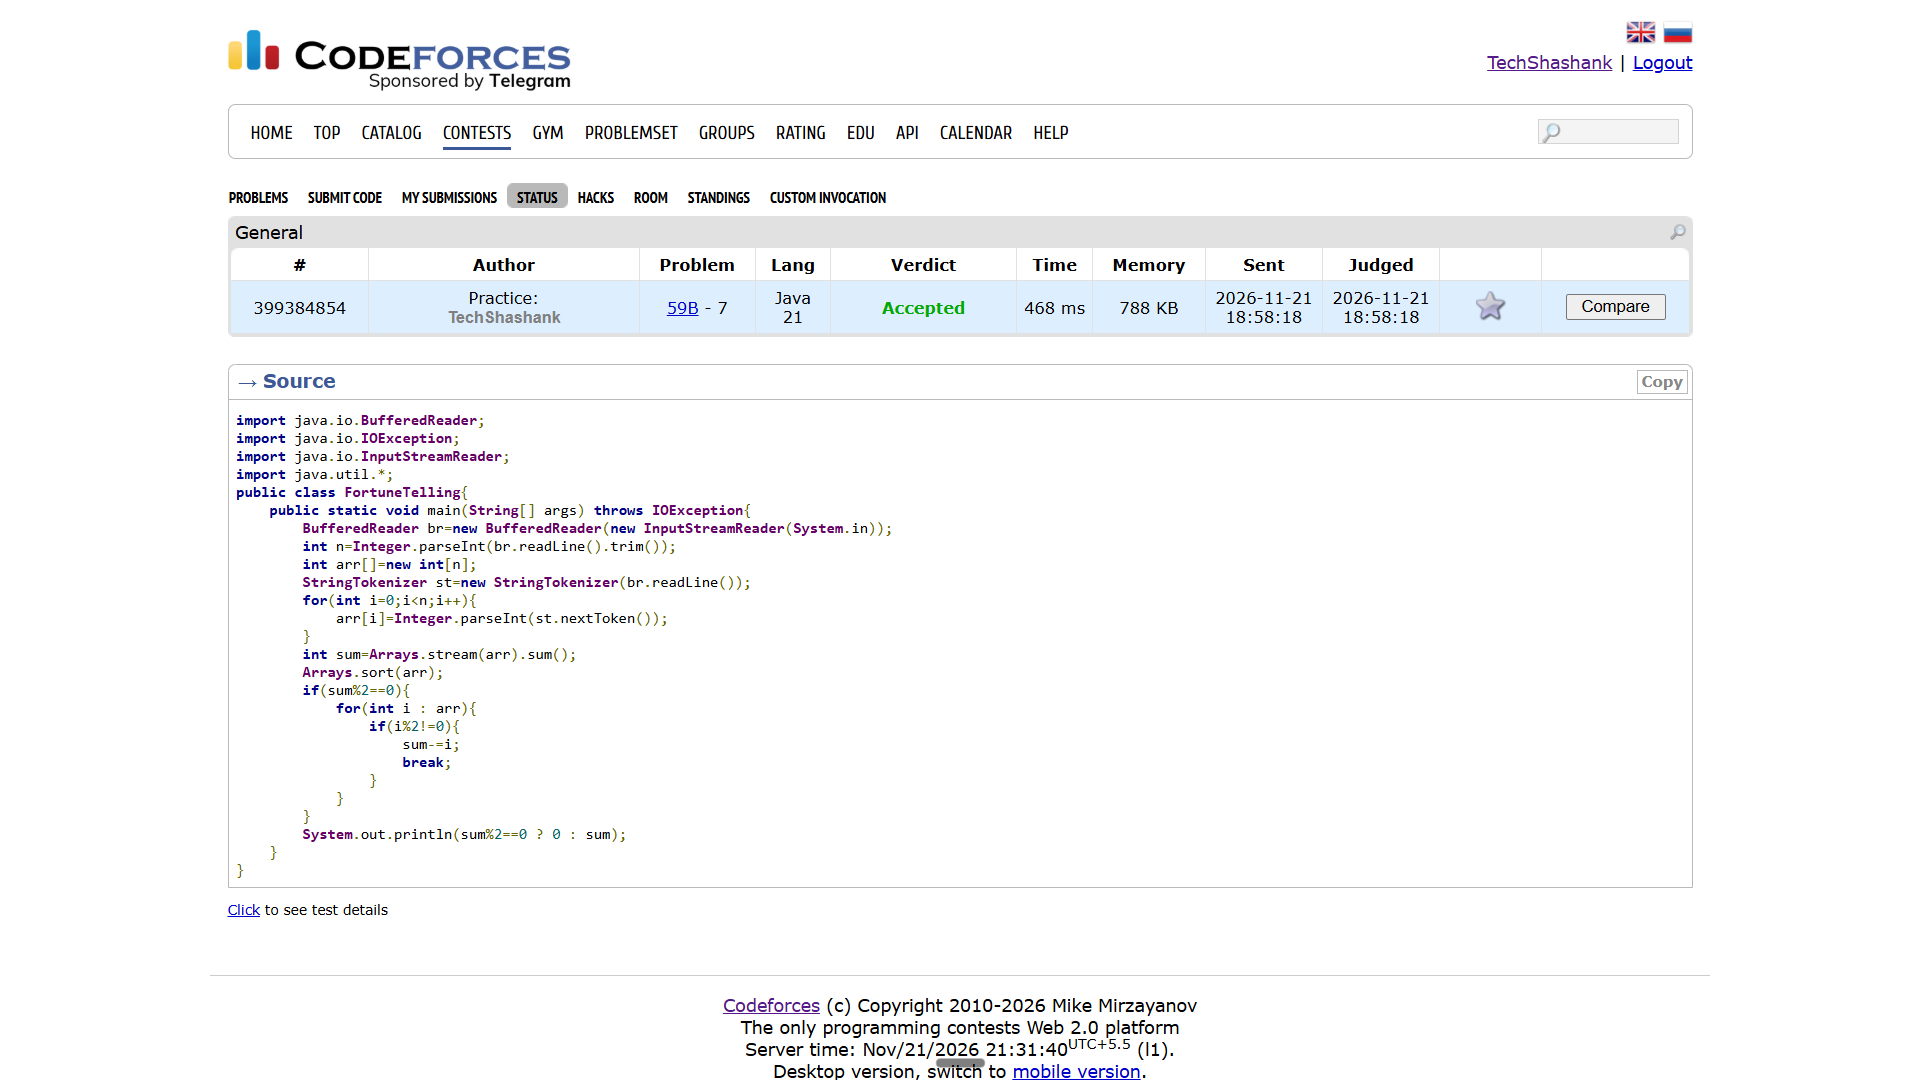 CODEFORCES
Sponsored by Telegram
TechShashank | Logout
HOME TOP CATALOG CONTESTS GYM PROBLEMSET GROUPS RATING EDU API CALENDAR HELP
PROBLEMS SUBMIT CODE MY SUBMISSIONS STATUS HACKS ROOM STANDINGS CUSTOM INVOCATION
General
# Author Problem Lang Verdict Time Memory Sent Judged
399384854 Practice: TechShashank 59B - 7 Java 21 Accepted 468 ms 788 KB 2026-11-21 18:58:18 2026-11-21 18:58:18 Compare
→ Source Copy
import java.io.BufferedReader;
import java.io.IOException;
import java.io.InputStreamReader;
import java.util.*;
public class FortuneTelling{
    public static void main(String[] args) throws IOException{
        BufferedReader br=new BufferedReader(new InputStreamReader(System.in));
        int n=Integer.parseInt(br.readLine().trim());
        int arr[]=new int[n];
        StringTokenizer st=new StringTokenizer(br.readLine());
        for(int i=0;i<n;i++){
            arr[i]=Integer.parseInt(st.nextToken());
        }
        int sum=Arrays.stream(arr).sum();
        Arrays.sort(arr);
        if(sum%2==0){
            for(int i : arr){
                if(i%2!=0){
                    sum-=i;
                    break;
                }
            }
        }
        System.out.println(sum%2==0 ? 0 : sum);
    }
}
Click to see test details
Codeforces (c) Copyright 2010-2026 Mike Mirzayanov
The only programming contests Web 2.0 platform
Server time: Nov/21/2026 21:31:40UTC+5.5 (l1).
Desktop version, switch to mobile version.